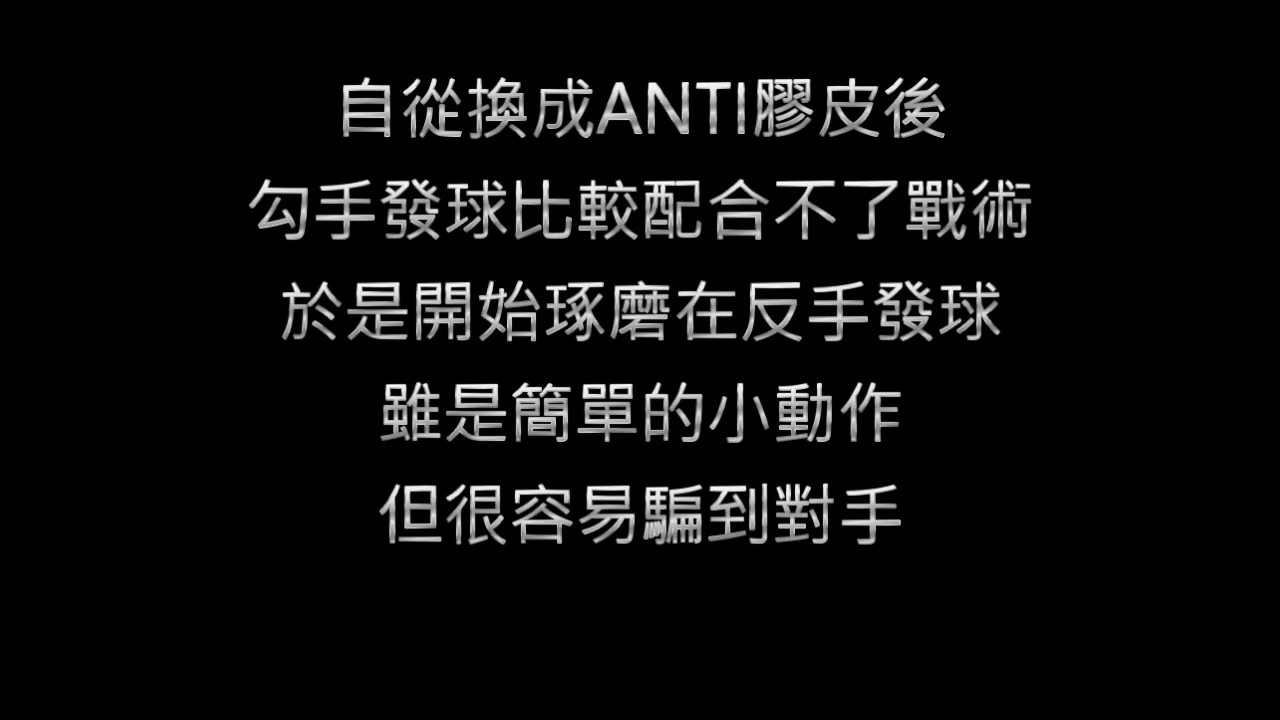 自從換成ANTI膠皮後
勾手發球比較配合不了戰術
於是開始琢磨在反手發球
雖是簡單的小動作
但很容易騙到對手